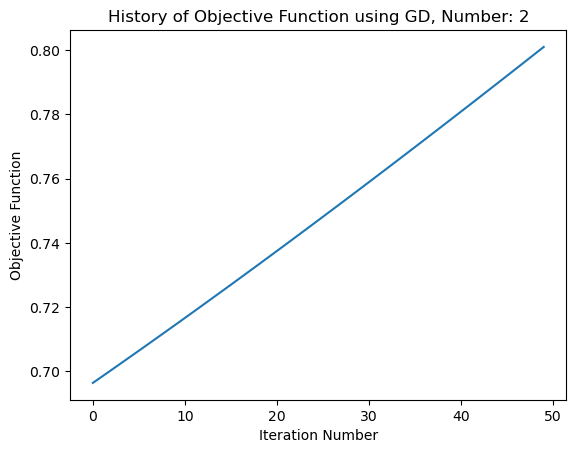 History of Objective Function using GD, Number: 2
0.80
0.78
0.76
0.74
0.72
0.70
Objective Function
0 10 20 30 40 50
Iteration Number